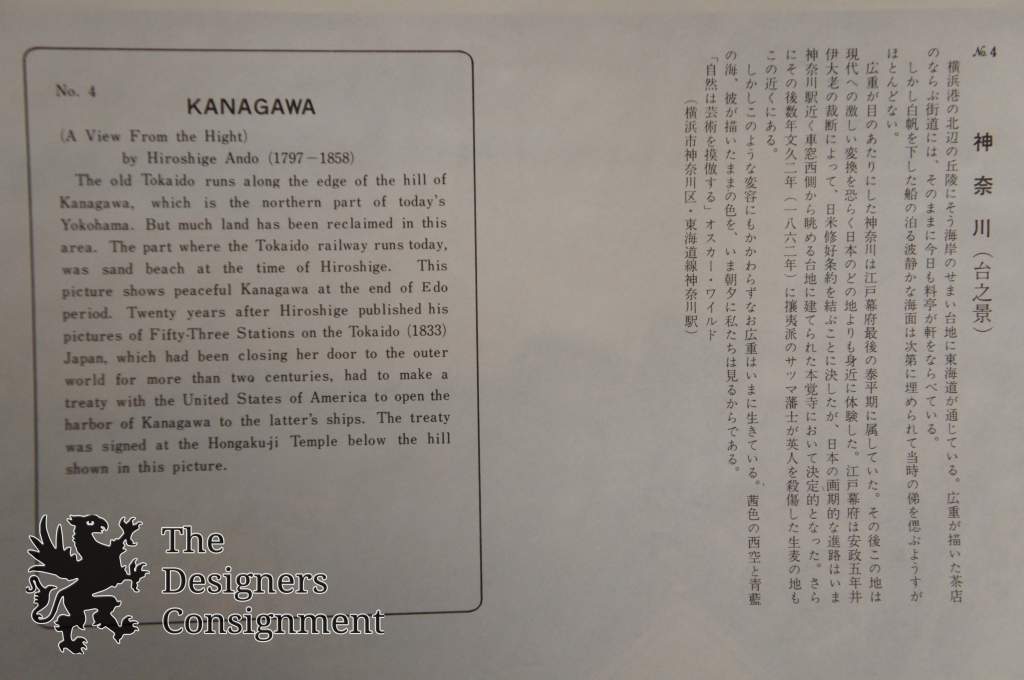 No. 4
KANAGAWA
(A View From the Hight)
by Hiroshige Ando (1797－1858)
The old Tokaido runs along the edge of the hill of
Kanagawa, which is the northern part of today's
Yokohama. But much land has been reclaimed in this
area. The part where the Tokaido railway runs today,
was sand beach at the time of Hiroshige. This
picture shows peaceful Kanagawa at the end of Edo
period. Twenty years after Hiroshige published his
pictures of Fifty-Three Stations on the Tokaido (1833)
Japan, which had been closing her door to the outer
world for more than two centuries, had to make a
treaty with the United States of America to open the
harbor of Kanagawa to the latter's ships. The treaty
was signed at the Hongaku-ji Temple below the hill
shown in this picture.
№ 4
神奈川（台之景）
横浜港の北辺の丘陵にそう海岸のせまい台地に東海道が通じている。広重が描いた茶店
のならぶ街道には、そのままに今日も料亭が軒をならべている。
しかし白帆を下した船の泊る波静かな海面は次第に埋められて当時の俤を偲ぶようすが
ほとんどない。
広重が目のあたりにした神奈川は江戸幕府最後の泰平期に属していた。その後この地は
現代への激しい変換を恐らく日本のどの地よりも身近に体験した。江戸幕府は安政五年井
伊大老の裁断によって、日米修好条約を結ぶことに決したが、日本の画期的な進路はいま
神奈川駅近く車窓西側から眺める台地に建てられた本覚寺において決定的となった。さら
にその後数年文久二年（一八六二年）に攘夷派のサツマ藩士が英人を殺傷した生麦の地も
この近くにある。
しかしこのような変容にもかかわらずなお広重はいまに生きている。茜色の西空と青藍
の海、彼が描いたままの色を、いま朝夕に私たちは見るからである。
「自然は芸術を摸倣する」オスカー・ワイルド
（横浜市神奈川区・東海道線神奈川駅）
The
Designers
Consignment